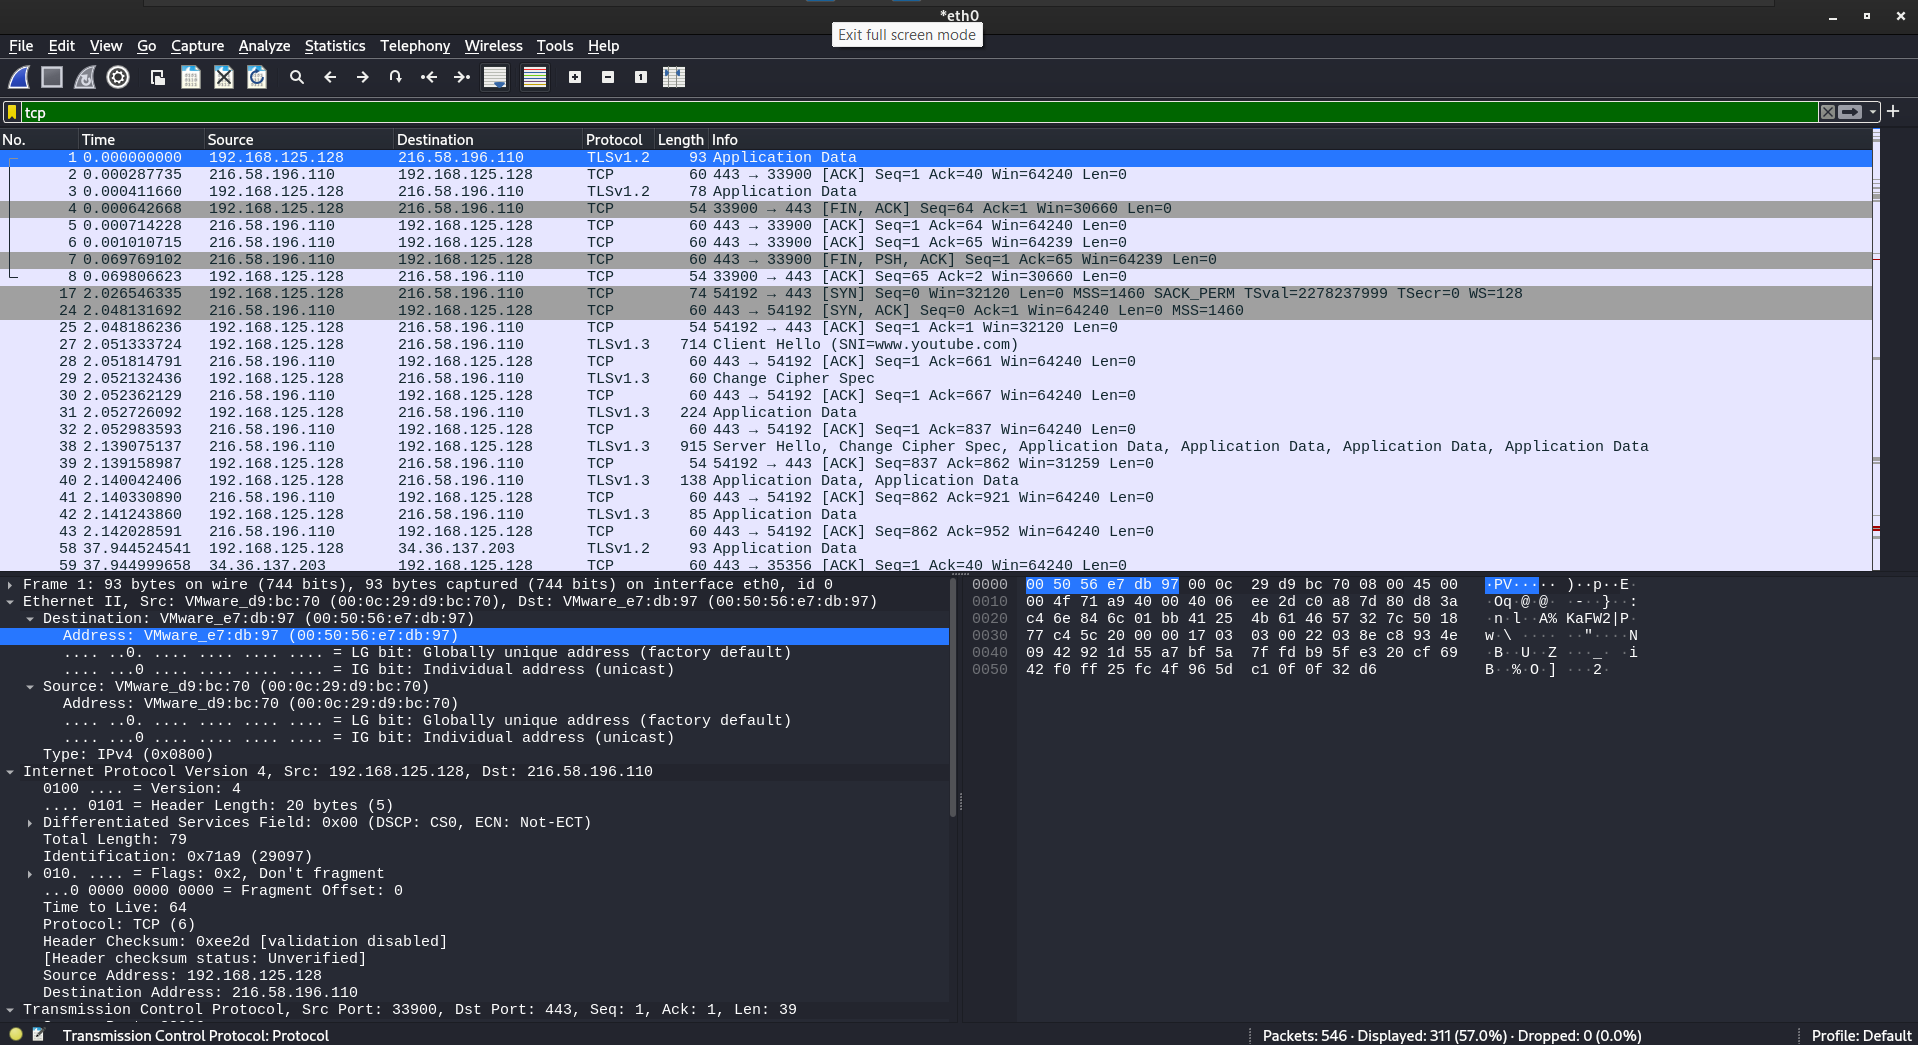 *eth0
Exit full screen mode
File Edit View Go Capture Analyze Statistics Telephony Wireless Tools Help
tcp
No. Time Source Destination Protocol Length Info
1 0.000000000 192.168.125.128 216.58.196.110 TLSv1.2 93 Application Data
2 0.000287735 216.58.196.110 192.168.125.128 TCP 60 443 → 33900 [ACK] Seq=1 Ack=40 Win=64240 Len=0
3 0.000411660 192.168.125.128 216.58.196.110 TLSv1.2 78 Application Data
4 0.000642668 192.168.125.128 216.58.196.110 TCP 54 33900 → 443 [FIN, ACK] Seq=64 Ack=1 Win=30660 Len=0
5 0.000714228 216.58.196.110 192.168.125.128 TCP 60 443 → 33900 [ACK] Seq=1 Ack=64 Win=64240 Len=0
6 0.001010715 216.58.196.110 192.168.125.128 TCP 60 443 → 33900 [ACK] Seq=1 Ack=65 Win=64239 Len=0
7 0.069769102 216.58.196.110 192.168.125.128 TCP 60 443 → 33900 [FIN, PSH, ACK] Seq=1 Ack=65 Win=64239 Len=0
8 0.069806623 192.168.125.128 216.58.196.110 TCP 54 33900 → 443 [ACK] Seq=65 Ack=2 Win=30660 Len=0
17 2.026546335 192.168.125.128 216.58.196.110 TCP 74 54192 → 443 [SYN] Seq=0 Win=32120 Len=0 MSS=1460 SACK_PERM TSval=2278237999 TSecr=0 WS=128
24 2.048131692 216.58.196.110 192.168.125.128 TCP 60 443 → 54192 [SYN, ACK] Seq=0 Ack=1 Win=64240 Len=0 MSS=1460
25 2.048186236 192.168.125.128 216.58.196.110 TCP 54 54192 → 443 [ACK] Seq=1 Ack=1 Win=32120 Len=0
27 2.051333724 192.168.125.128 216.58.196.110 TLSv1.3 714 Client Hello (SNI=www.youtube.com)
28 2.051814791 216.58.196.110 192.168.125.128 TCP 60 443 → 54192 [ACK] Seq=1 Ack=661 Win=64240 Len=0
29 2.052132436 192.168.125.128 216.58.196.110 TLSv1.3 60 Change Cipher Spec
30 2.052362129 216.58.196.110 192.168.125.128 TCP 60 443 → 54192 [ACK] Seq=1 Ack=667 Win=64240 Len=0
31 2.052726092 192.168.125.128 216.58.196.110 TLSv1.3 224 Application Data
32 2.052983593 216.58.196.110 192.168.125.128 TCP 60 443 → 54192 [ACK] Seq=1 Ack=837 Win=64240 Len=0
38 2.139075137 216.58.196.110 192.168.125.128 TLSv1.3 915 Server Hello, Change Cipher Spec, Application Data, Application Data, Application Data, Application Data
39 2.139158987 192.168.125.128 216.58.196.110 TCP 54 54192 → 443 [ACK] Seq=837 Ack=862 Win=31259 Len=0
40 2.140042406 192.168.125.128 216.58.196.110 TLSv1.3 138 Application Data, Application Data
41 2.140330890 216.58.196.110 192.168.125.128 TCP 60 443 → 54192 [ACK] Seq=862 Ack=921 Win=64240 Len=0
42 2.141243860 192.168.125.128 216.58.196.110 TLSv1.3 85 Application Data
43 2.142028591 216.58.196.110 192.168.125.128 TCP 60 443 → 54192 [ACK] Seq=862 Ack=952 Win=64240 Len=0
58 37.944524541 192.168.125.128 34.36.137.203 TLSv1.2 93 Application Data
59 37.944999658 34.36.137.203 192.168.125.128 TCP 60 443 → 35356 [ACK] Seq=1 Ack=40 Win=64240 Len=0
Frame 1: 93 bytes on wire (744 bits), 93 bytes captured (744 bits) on interface eth0, id 0
Ethernet II, Src: VMware_d9:bc:70 (00:0c:29:d9:bc:70), Dst: VMware_e7:db:97 (00:50:56:e7:db:97)
Destination: VMware_e7:db:97 (00:50:56:e7:db:97)
Address: VMware_e7:db:97 (00:50:56:e7:db:97)
.... ..0. .... .... .... .... = LG bit: Globally unique address (factory default)
.... ...0 .... .... .... .... = IG bit: Individual address (unicast)
Source: VMware_d9:bc:70 (00:0c:29:d9:bc:70)
Address: VMware_d9:bc:70 (00:0c:29:d9:bc:70)
.... ..0. .... .... .... .... = LG bit: Globally unique address (factory default)
.... ...0 .... .... .... .... = IG bit: Individual address (unicast)
Type: IPv4 (0x0800)
Internet Protocol Version 4, Src: 192.168.125.128, Dst: 216.58.196.110
0100 .... = Version: 4
.... 0101 = Header Length: 20 bytes (5)
Differentiated Services Field: 0x00 (DSCP: CS0, ECN: Not-ECT)
Total Length: 79
Identification: 0x71a9 (29097)
010. .... = Flags: 0x2, Don't fragment
...0 0000 0000 0000 = Fragment Offset: 0
Time to Live: 64
Protocol: TCP (6)
Header Checksum: 0xee2d [validation disabled]
[Header checksum status: Unverified]
Source Address: 192.168.125.128
Destination Address: 216.58.196.110
Transmission Control Protocol, Src Port: 33900, Dst Port: 443, Seq: 1, Ack: 1, Len: 39
0000 00 50 56 e7 db 97 00 0c 29 d9 bc 70 08 00 45 00 ·PV····· )··p··E·
0010 00 4f 71 a9 40 00 40 06 ee 2d c0 a8 7d 80 d8 3a ·Oq·@·@· ·-··}··:
0020 c4 6e 84 6c 01 bb 41 25 4b 61 46 57 32 7c 50 18 ·n·l··A% KaFW2|P·
0030 77 c4 5c 20 00 00 17 03 03 00 22 03 8e c8 93 4e w·\ ···· ··"····N
0040 09 42 92 1d 55 a7 bf 5a 7f fd b9 5f e3 20 cf 69 ·B··U··Z ···_· ·i
0050 42 f0 ff 25 fc 4f 96 5d c1 0f 0f 32 d6 B··%·O·] ···2·
Transmission Control Protocol: Protocol
Packets: 546 · Displayed: 311 (57.0%) · Dropped: 0 (0.0%)
Profile: Default